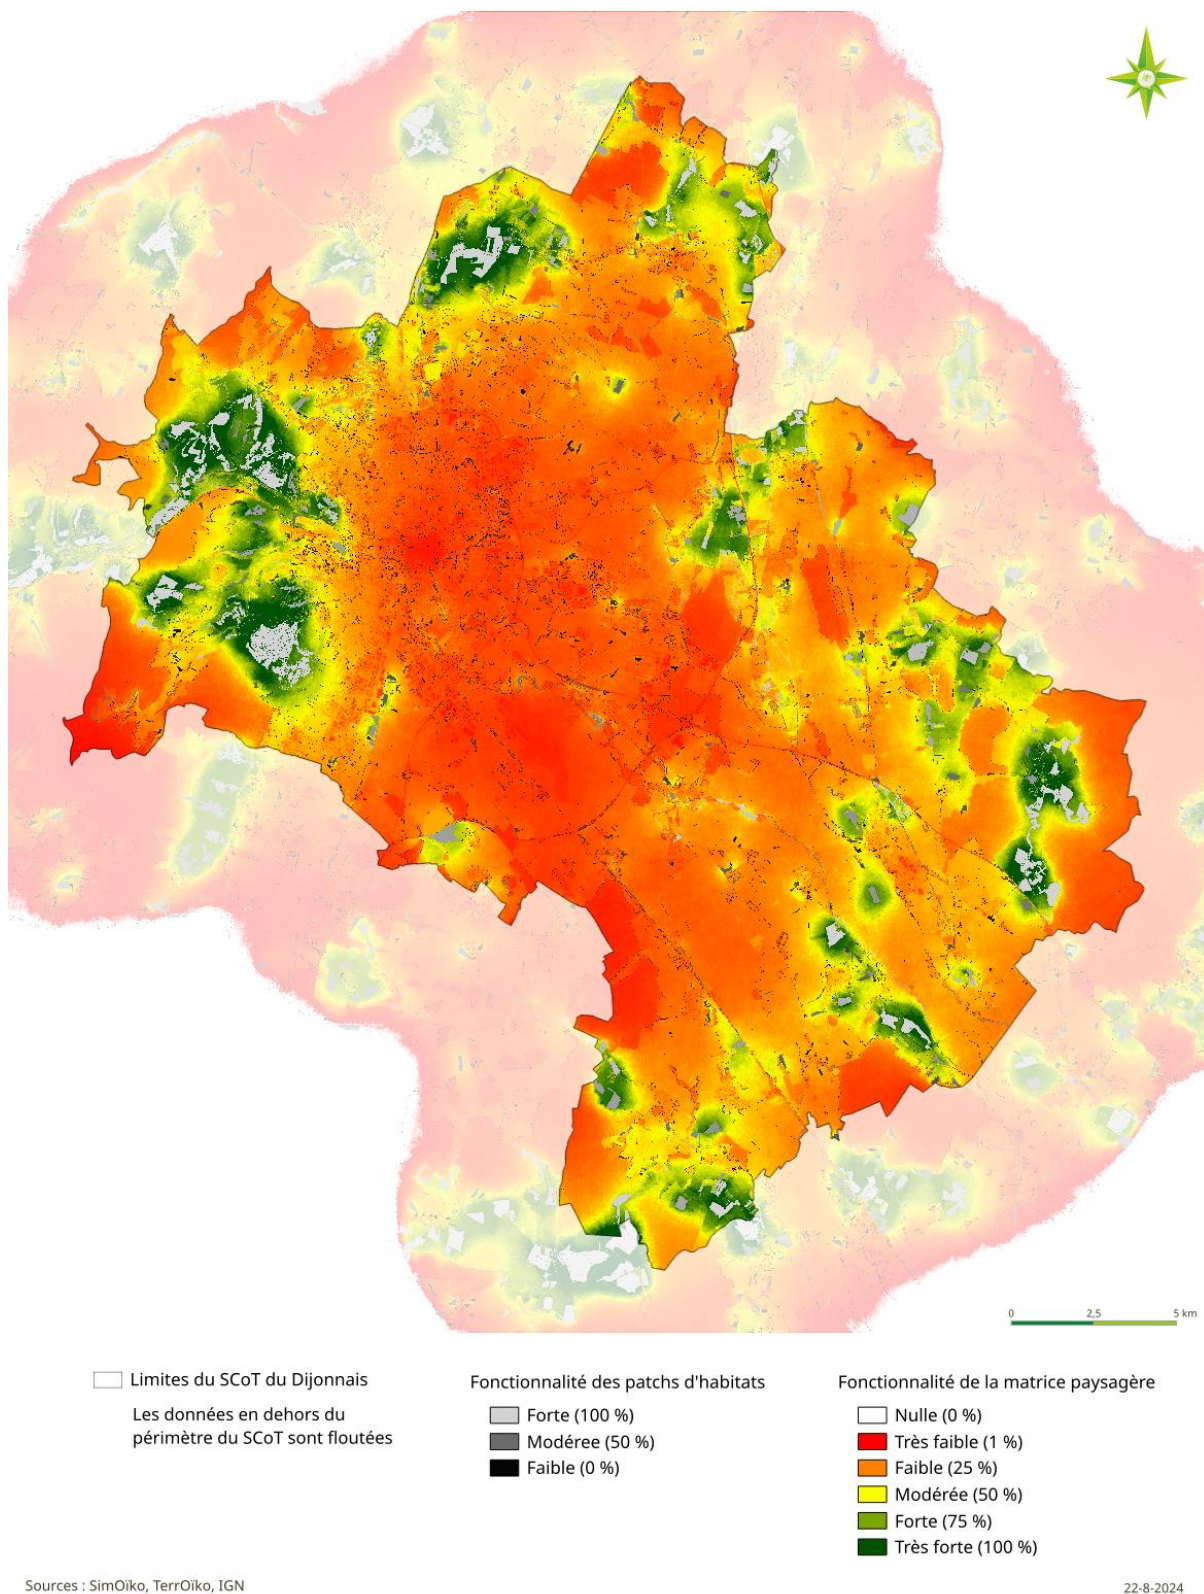 0 2,5 5 km
Limites du SCoT du Dijonnais
Les données en dehors du
périmètre du SCoT sont floutées
Fonctionnalité des patchs d'habitats
Forte (100 %)
Modéree (50 %)
Faible (0 %)
Fonctionnalité de la matrice paysagère
Nulle (0 %)
Très faible (1 %)
Faible (25 %)
Modérée (50 %)
Forte (75 %)
Très forte (100 %)
Sources : SimOïko, TerrOïko, IGN
22-8-2024